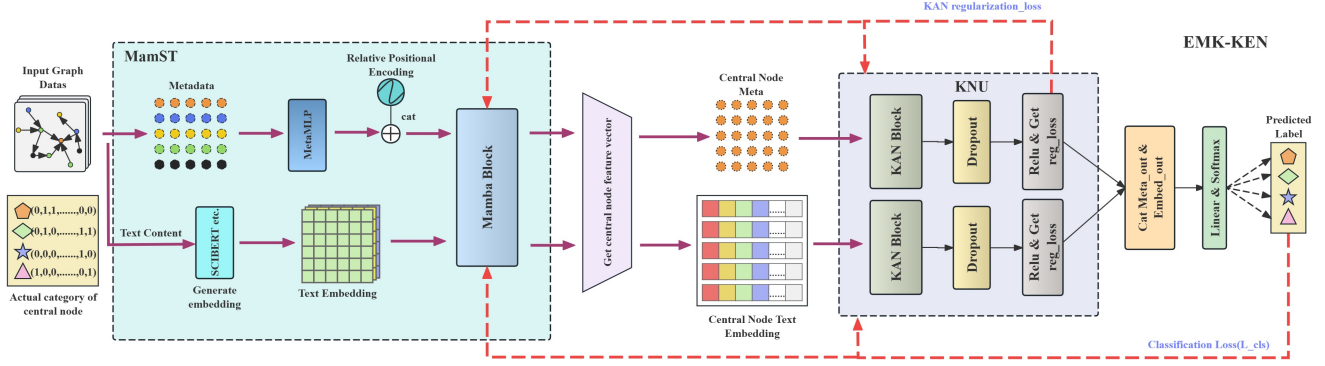 KAN regularization_loss
EMK-KEN
MamST
Input Graph
Datas
Metadata
MetaMLP
Relative Positional
Encoding
cat
Mamba Block
Get central node feature vector
Central Node
Meta
KNU
KAN Block
Dropout
Relu & Get
reg_loss
Cat Meta_out &
Embed_out
Linear & Softmax
Predicted
Label
(0,1,1,......,0,0)
(0,1,0,......,1,1)
(0,0,0,......,1,0)
(1,0,0,......,0,1)
Actual category of
central node
Text Content
SCIBERT etc.
Generate
embedding
Text Embedding
......
......
......
......
......
Central Node Text
Embedding
KAN Block
Dropout
Relu & Get
reg_loss
Classification Loss(L_cls)